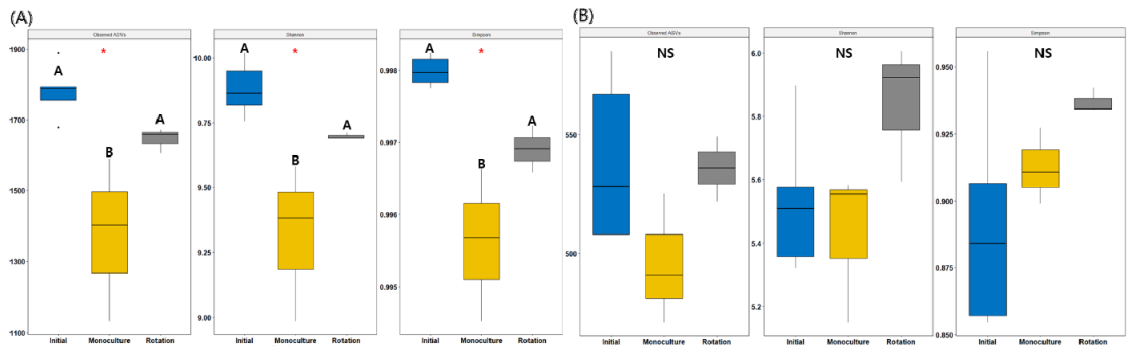 (A)
Observed ASVs
1900
1700
1500
1300
1100
A
*
B
A
Initial Monoculture Rotation
Shannon
10.00
9.75
9.50
9.25
9.00
A
*
B
A
Initial Monoculture Rotation
Simpson
0.998
0.997
0.996
0.995
A
*
B
A
Initial Monoculture Rotation
(B)
Observed ASVs
550
500
NS
Initial Monoculture Rotation
Shannon
6.0
5.8
5.6
5.4
5.2
NS
Initial Monoculture Rotation
Simpson
0.950
0.925
0.900
0.875
0.850
NS
Initial Monoculture Rotation